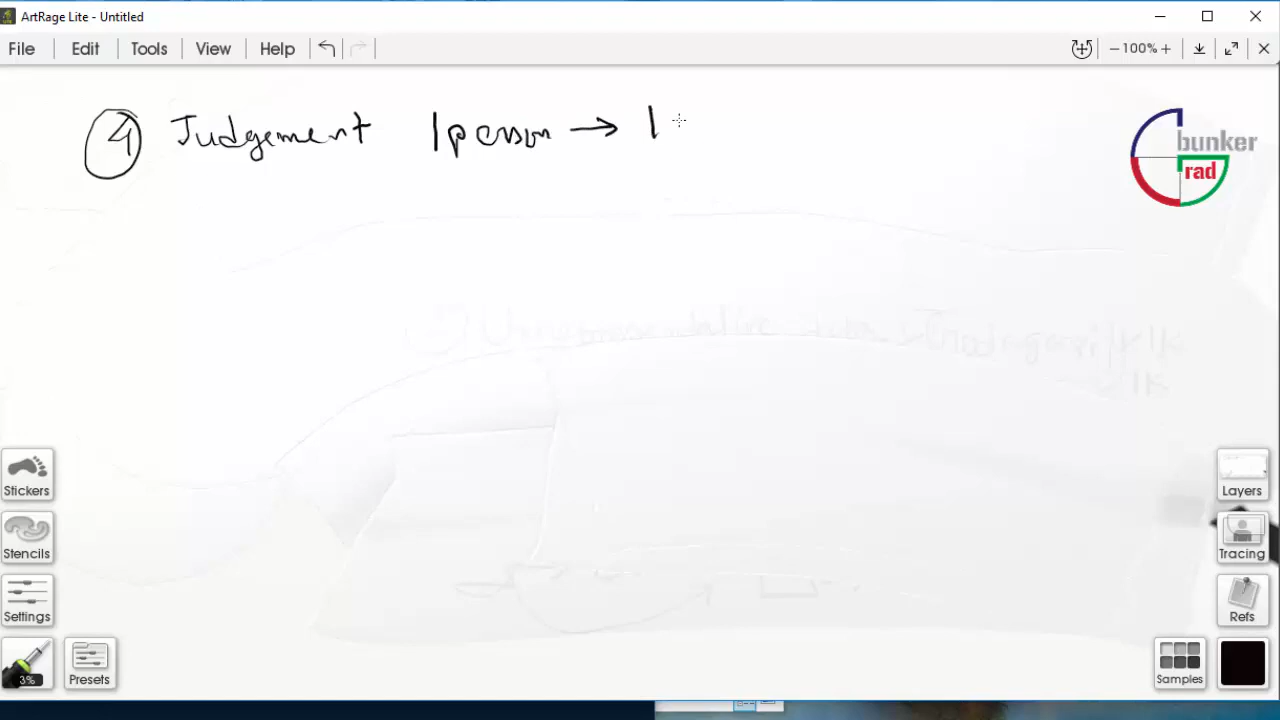 ArtRage Lite - Untitled
File Edit Tools View Help 100%
④ Judgement 1 person → 1
bunker
rad
Stickers
Stencils
Settings
3%
Presets
Layers
Tracing
Refs
Samples